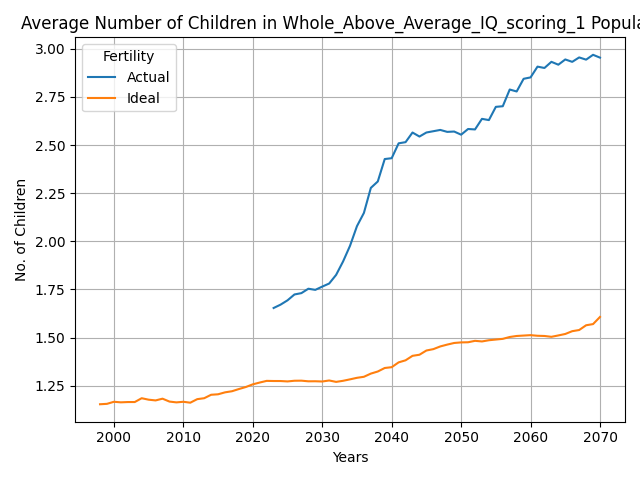 Average Number of Children in Whole_Above_Average_IQ_scoring_1 Popula
Fertility
Actual
Ideal
3.00
2.75
2.50
2.25
2.00
1.75
1.50
1.25
No. of Children
2000 2010 2020 2030 2040 2050 2060 2070
Years